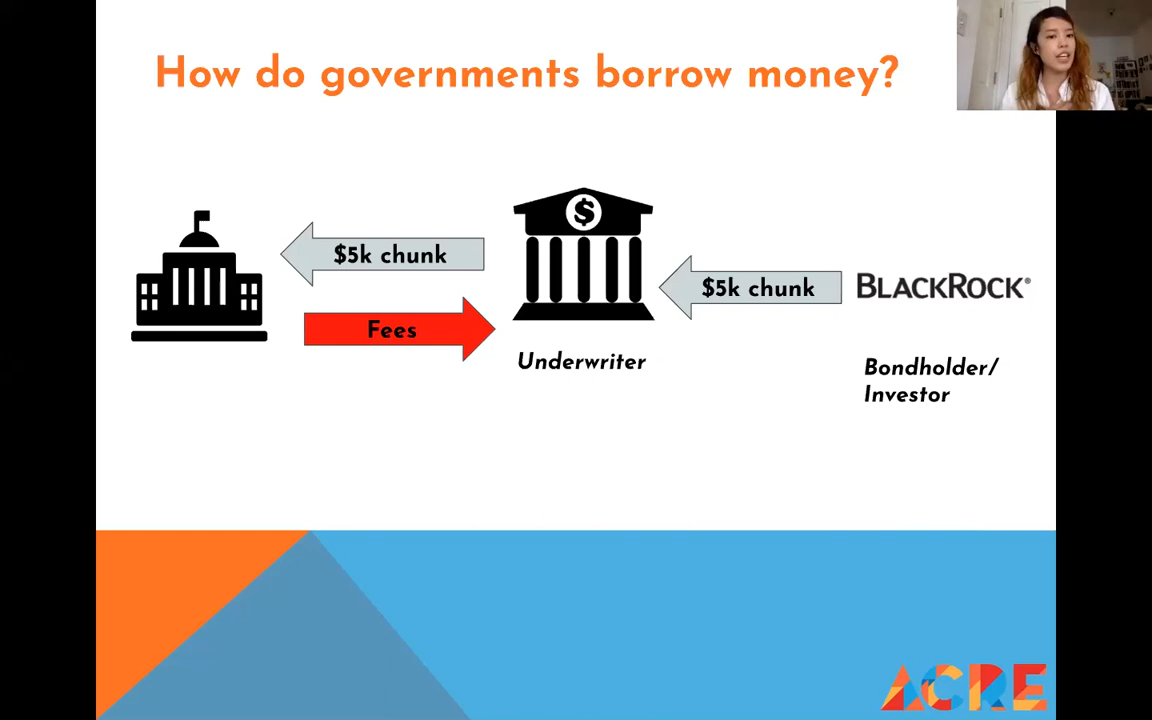 How do governments borrow money?
$
$5k chunk
$5k chunk
BLACKROCK®
Fees
Underwriter
Bondholder/
Investor
ACRE